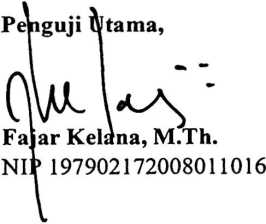 Penguji Utama,
Fajar Kelana, M.Th.
NIP 197902172008011016